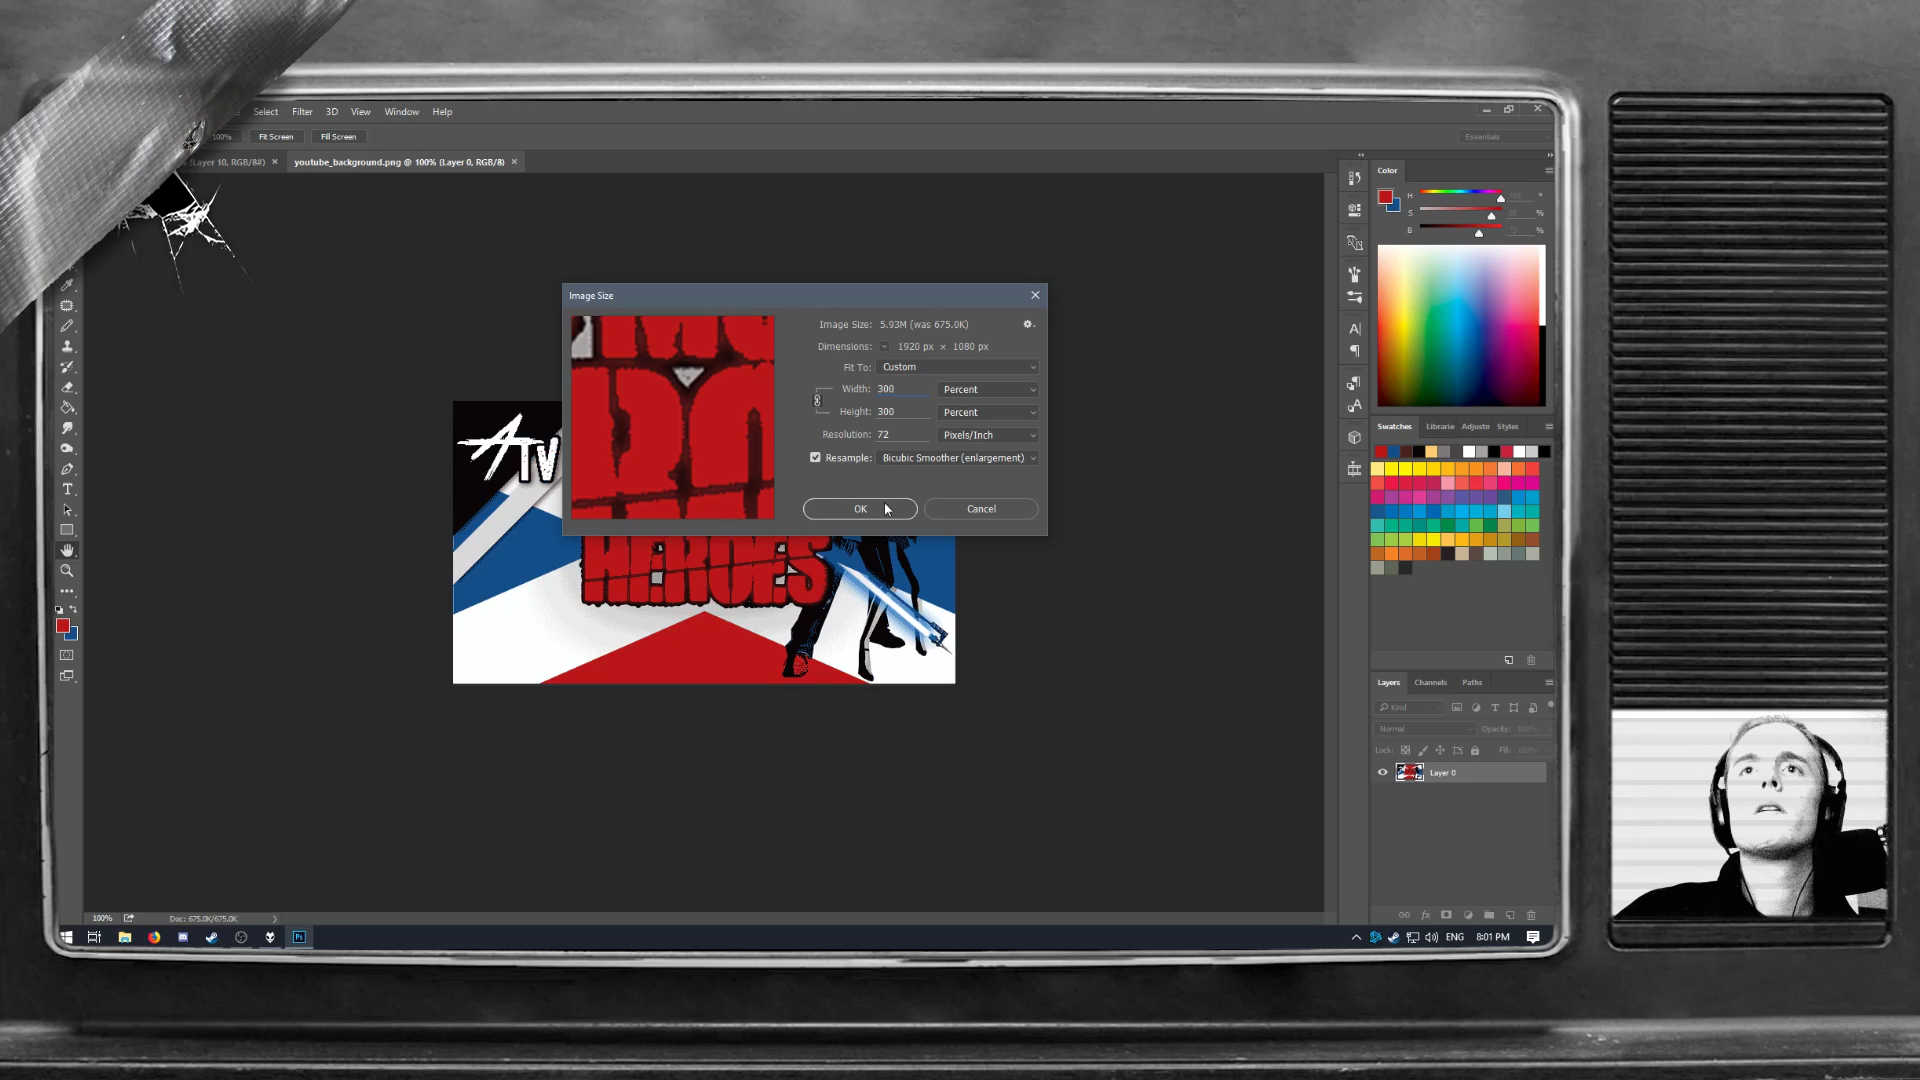 Select Filter 3D View Window Help
100% Fit Screen Fill Screen
Essentials
(Layer 10, RGB/8#) ×
youtube_background.png @ 100% (Layer 0, RGB/8) ×
Color
H
S %
B %
Image Size
Image Size: 5.93M (was 675.0K)
Dimensions: 1920 px × 1080 px
Fit To: Custom
Width: 300 Percent
Height: 300 Percent
Resolution: 72 Pixels/Inch
Resample: Bicubic Smoother (enlargement)
OK Cancel
ATV
HEROES
Swatches Librarie Adjustm Styles
Layers Channels Paths
Kind
Normal Opacity: 100%
Lock: Fill: 100%
Layer 0
100% Doc: 675.0K/675.0K
Ps
ENG 8:01 PM